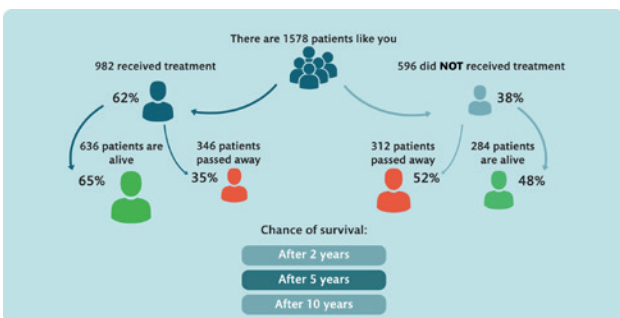 There are 1578 patients like you
982 received treatment
596 did NOT received treatment
62%
38%
636 patients are
alive
346 patients
passed away
312 patients
passed away
284 patients
are alive
65%
35%
52%
48%
Chance of survival:
After 2 years
After 5 years
After 10 years